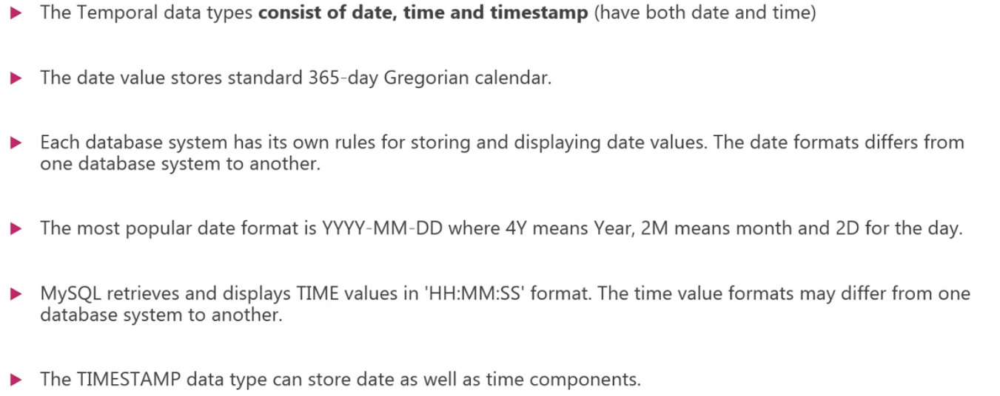 The Temporal data types consist of date, time and timestamp (have both date and time)
The date value stores standard 365-day Gregorian calendar.
Each database system has its own rules for storing and displaying date values. The date formats differs from
one database system to another.
The most popular date format is YYYY-MM-DD where 4Y means Year, 2M means month and 2D for the day.
MySQL retrieves and displays TIME values in 'HH:MM:SS' format. The time value formats may differ from one
database system to another.
The TIMESTAMP data type can store date as well as time components.